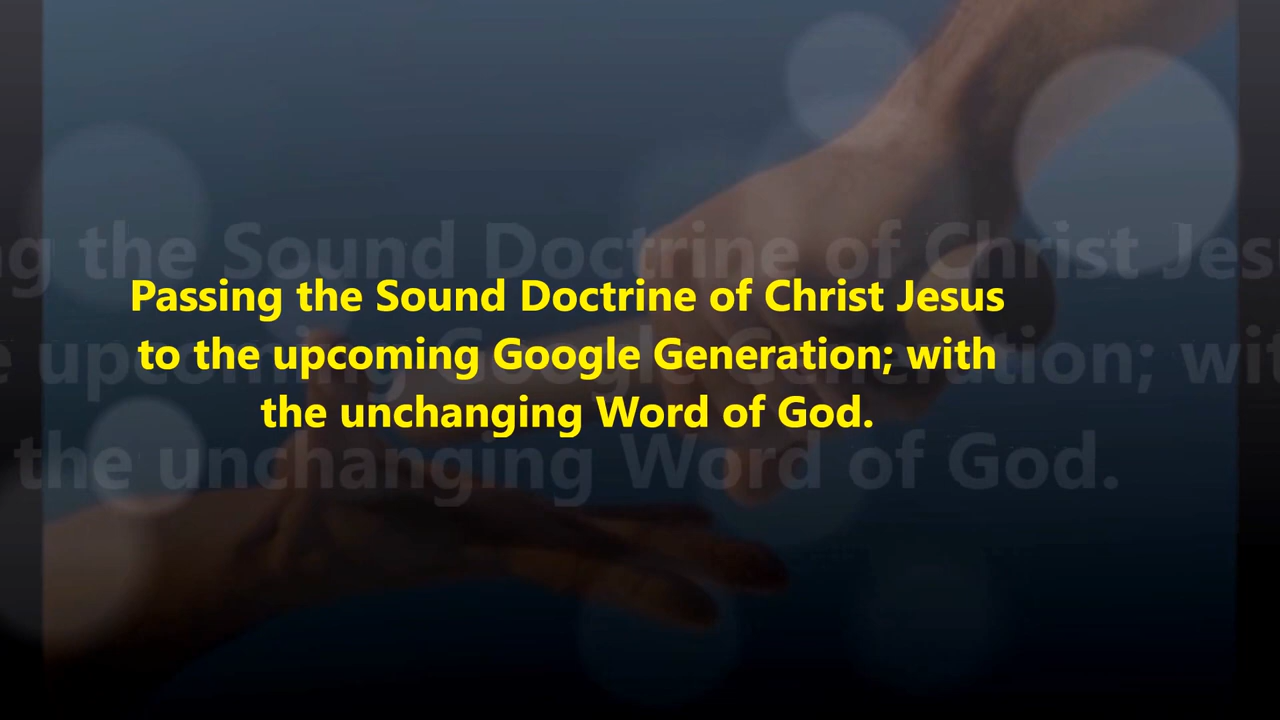 Passing the Sound Doctrine of Christ Jesus
to the upcoming Google Generation; with
the unchanging Word of God.